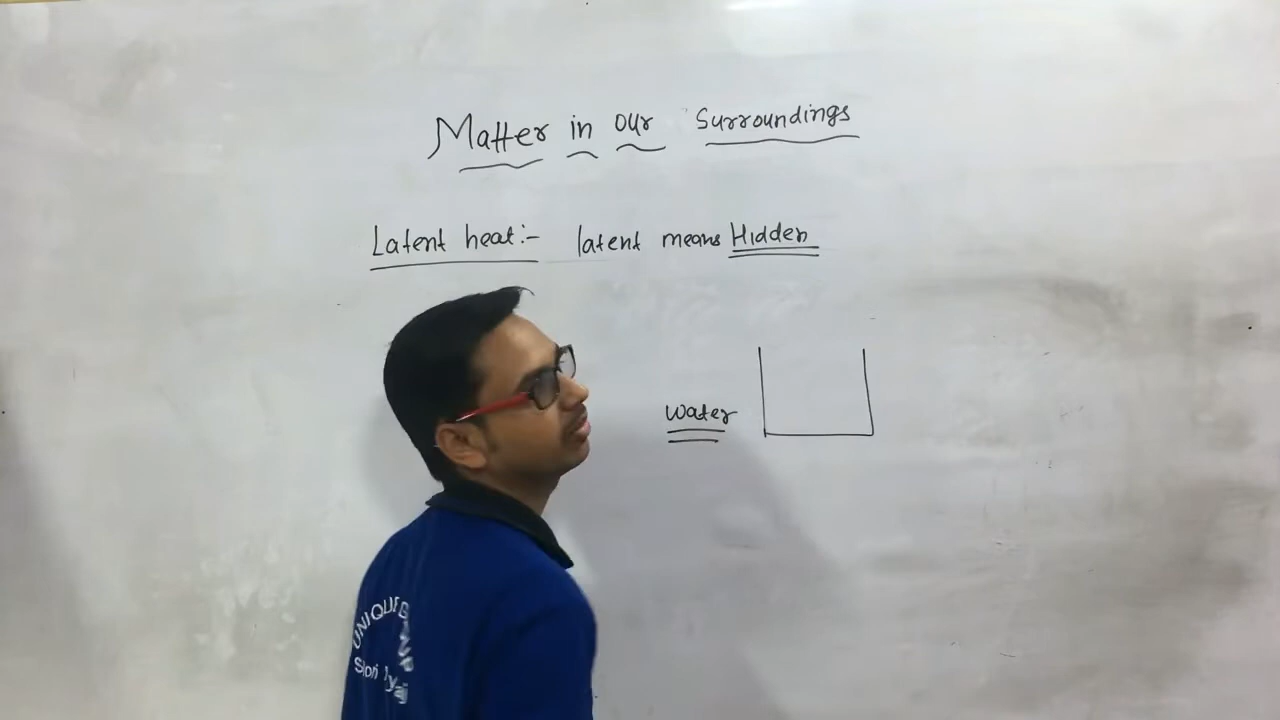 Matter in our Surroundings
Latent heat:- latent means Hidden
Water
UNIQUE